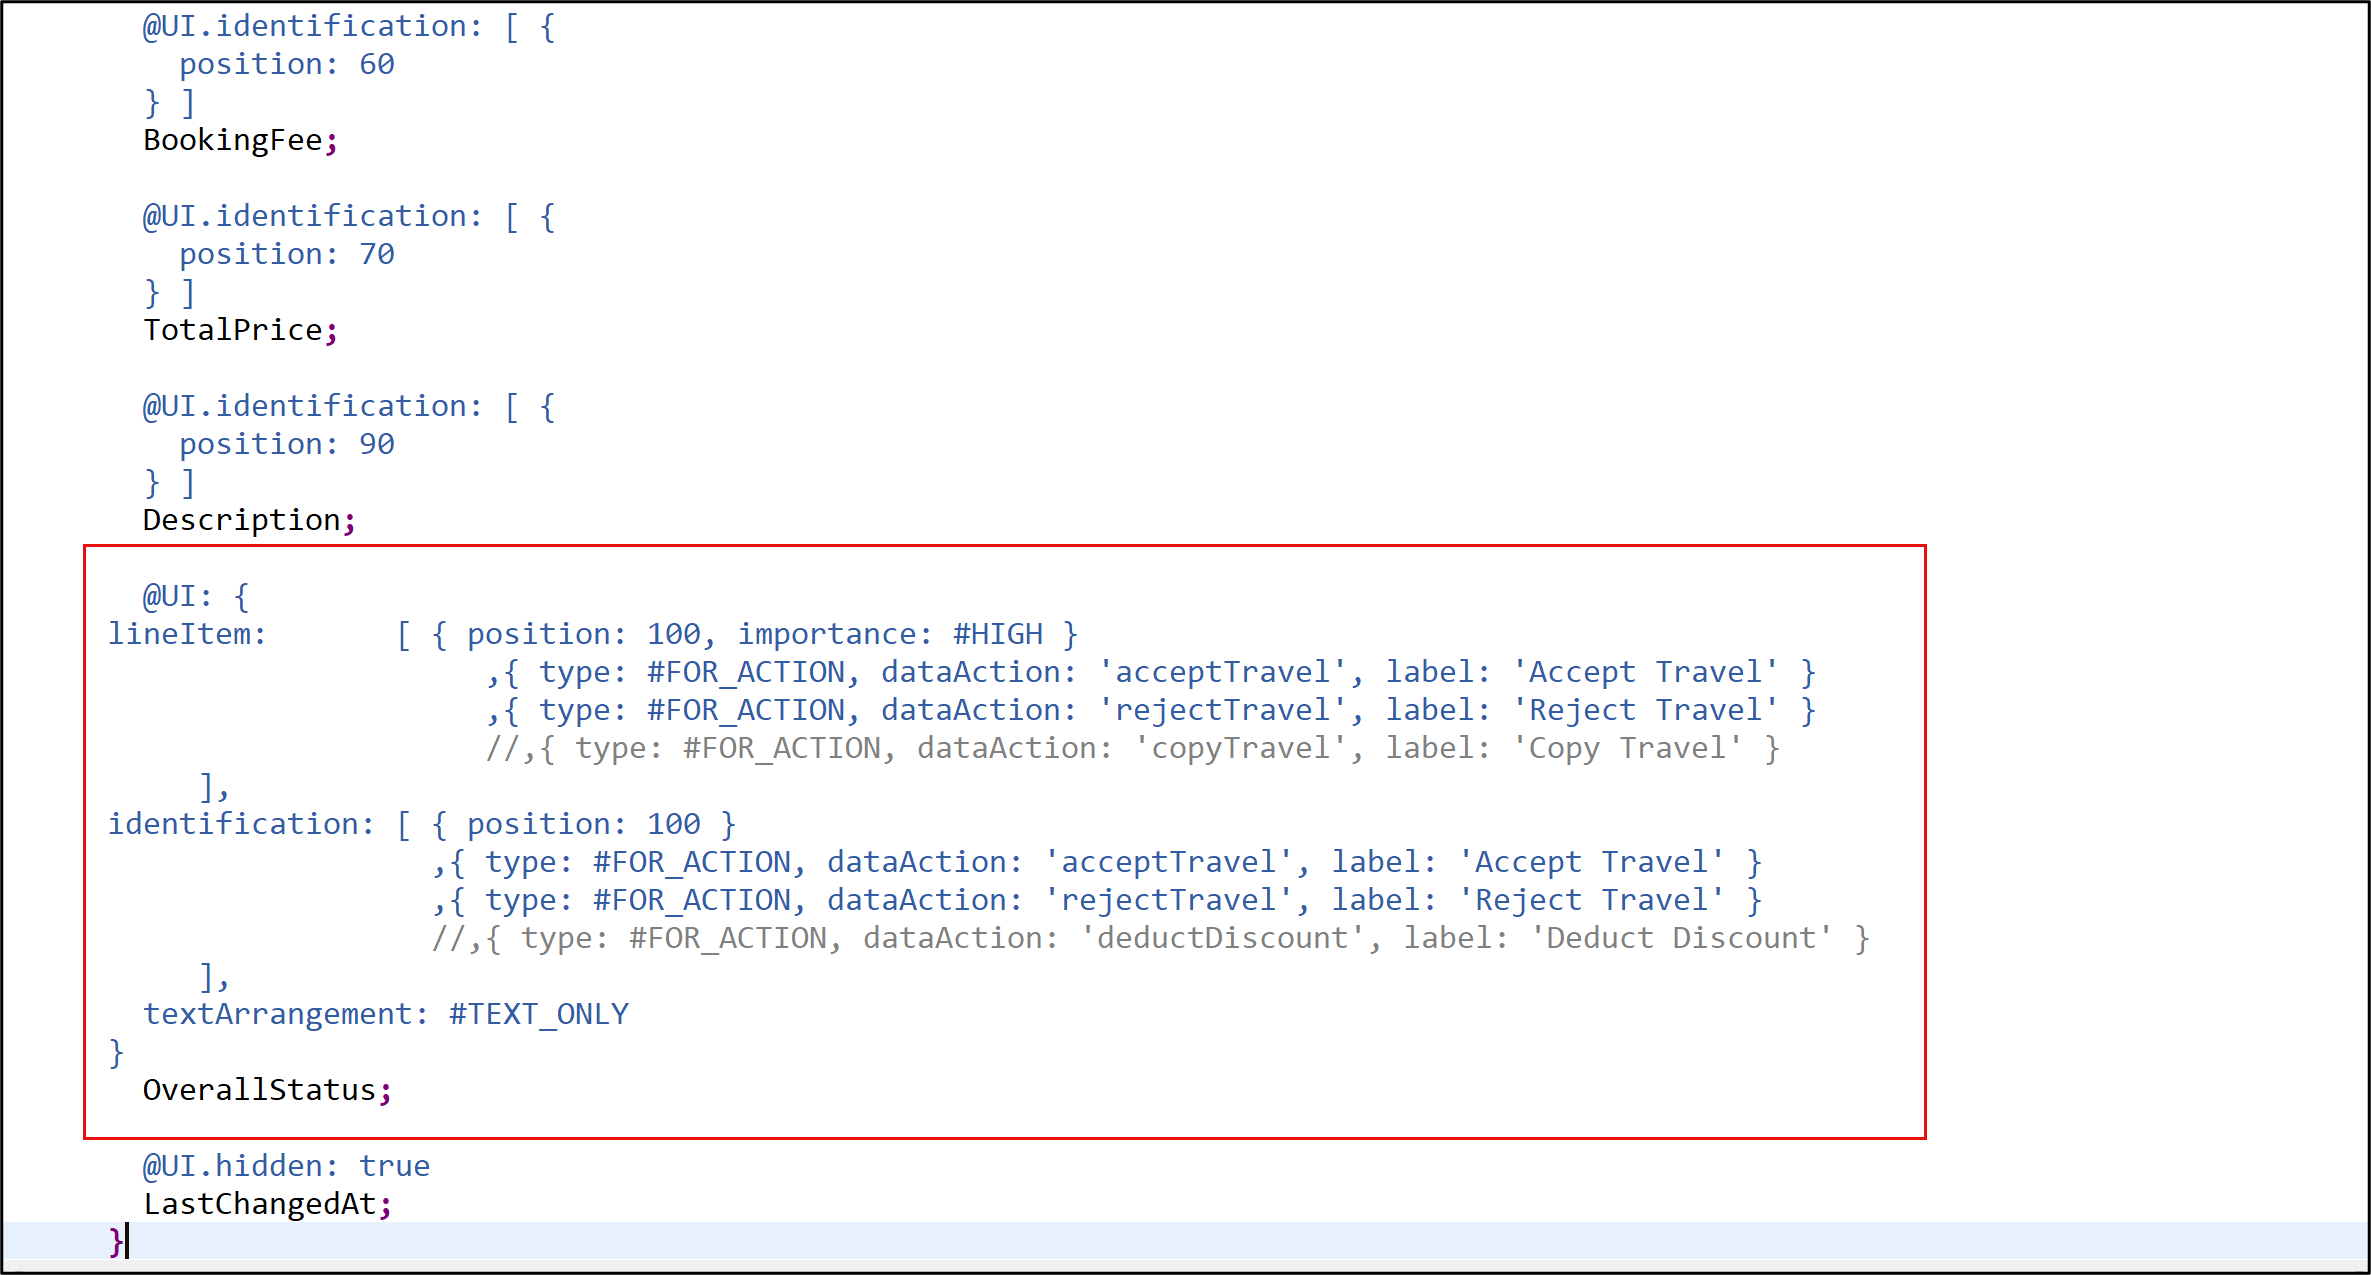 @UI.identification: [ {
position: 60
} ]
BookingFee;
@UI.identification: [ {
position: 70
} ]
TotalPrice;
@UI.identification: [ {
position: 90
} ]
Description;
@UI: {
lineItem: [ { position: 100, importance: #HIGH }
,{ type: #FOR_ACTION, dataAction: 'acceptTravel', label: 'Accept Travel' }
,{ type: #FOR_ACTION, dataAction: 'rejectTravel', label: 'Reject Travel' }
//,{ type: #FOR_ACTION, dataAction: 'copyTravel', label: 'Copy Travel' }
],
identification: [ { position: 100 }
,{ type: #FOR_ACTION, dataAction: 'acceptTravel', label: 'Accept Travel' }
,{ type: #FOR_ACTION, dataAction: 'rejectTravel', label: 'Reject Travel' }
//,{ type: #FOR_ACTION, dataAction: 'deductDiscount', label: 'Deduct Discount' }
],
textArrangement: #TEXT_ONLY
}
OverallStatus;
@UI.hidden: true
LastChangedAt;
}